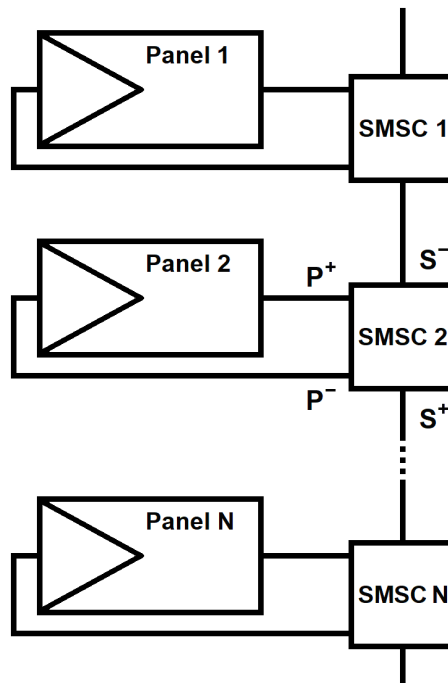 Panel 1
SMSC 1
Panel 2
P⁺
S⁻
SMSC 2
P⁻
S⁺
Panel N
SMSC N